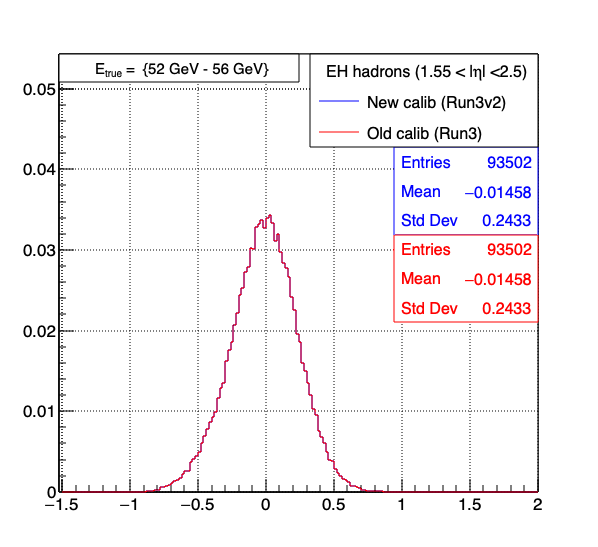 E_true = {52 GeV - 56 GeV}
EH hadrons (1.55 < |η| <2.5)
New calib (Run3v2)
Old calib (Run3)
Entries 93502
Mean −0.01458
Std Dev 0.2433
Entries 93502
Mean −0.01458
Std Dev 0.2433
0.05
0.04
0.03
0.02
0.01
0
−1.5 −1 −0.5 0 0.5 1 1.5 2